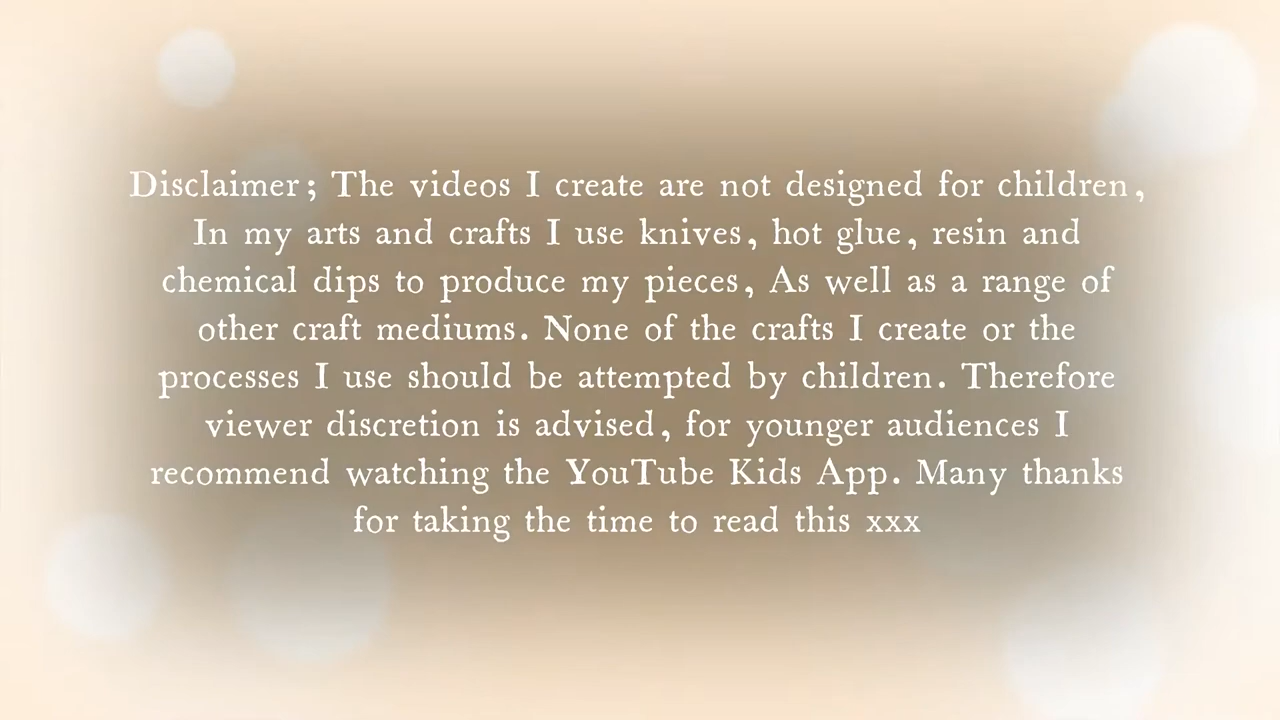 Disclaimer; The videos I create are not designed for children,
In my arts and crafts I use knives, hot glue, resin and
chemical dips to produce my pieces, As well as a range of
other craft mediums. None of the crafts I create or the
processes I use should be attempted by children. Therefore
viewer discretion is advised, for younger audiences I
recommend watching the YouTube Kids App. Many thanks
for taking the time to read this xxx